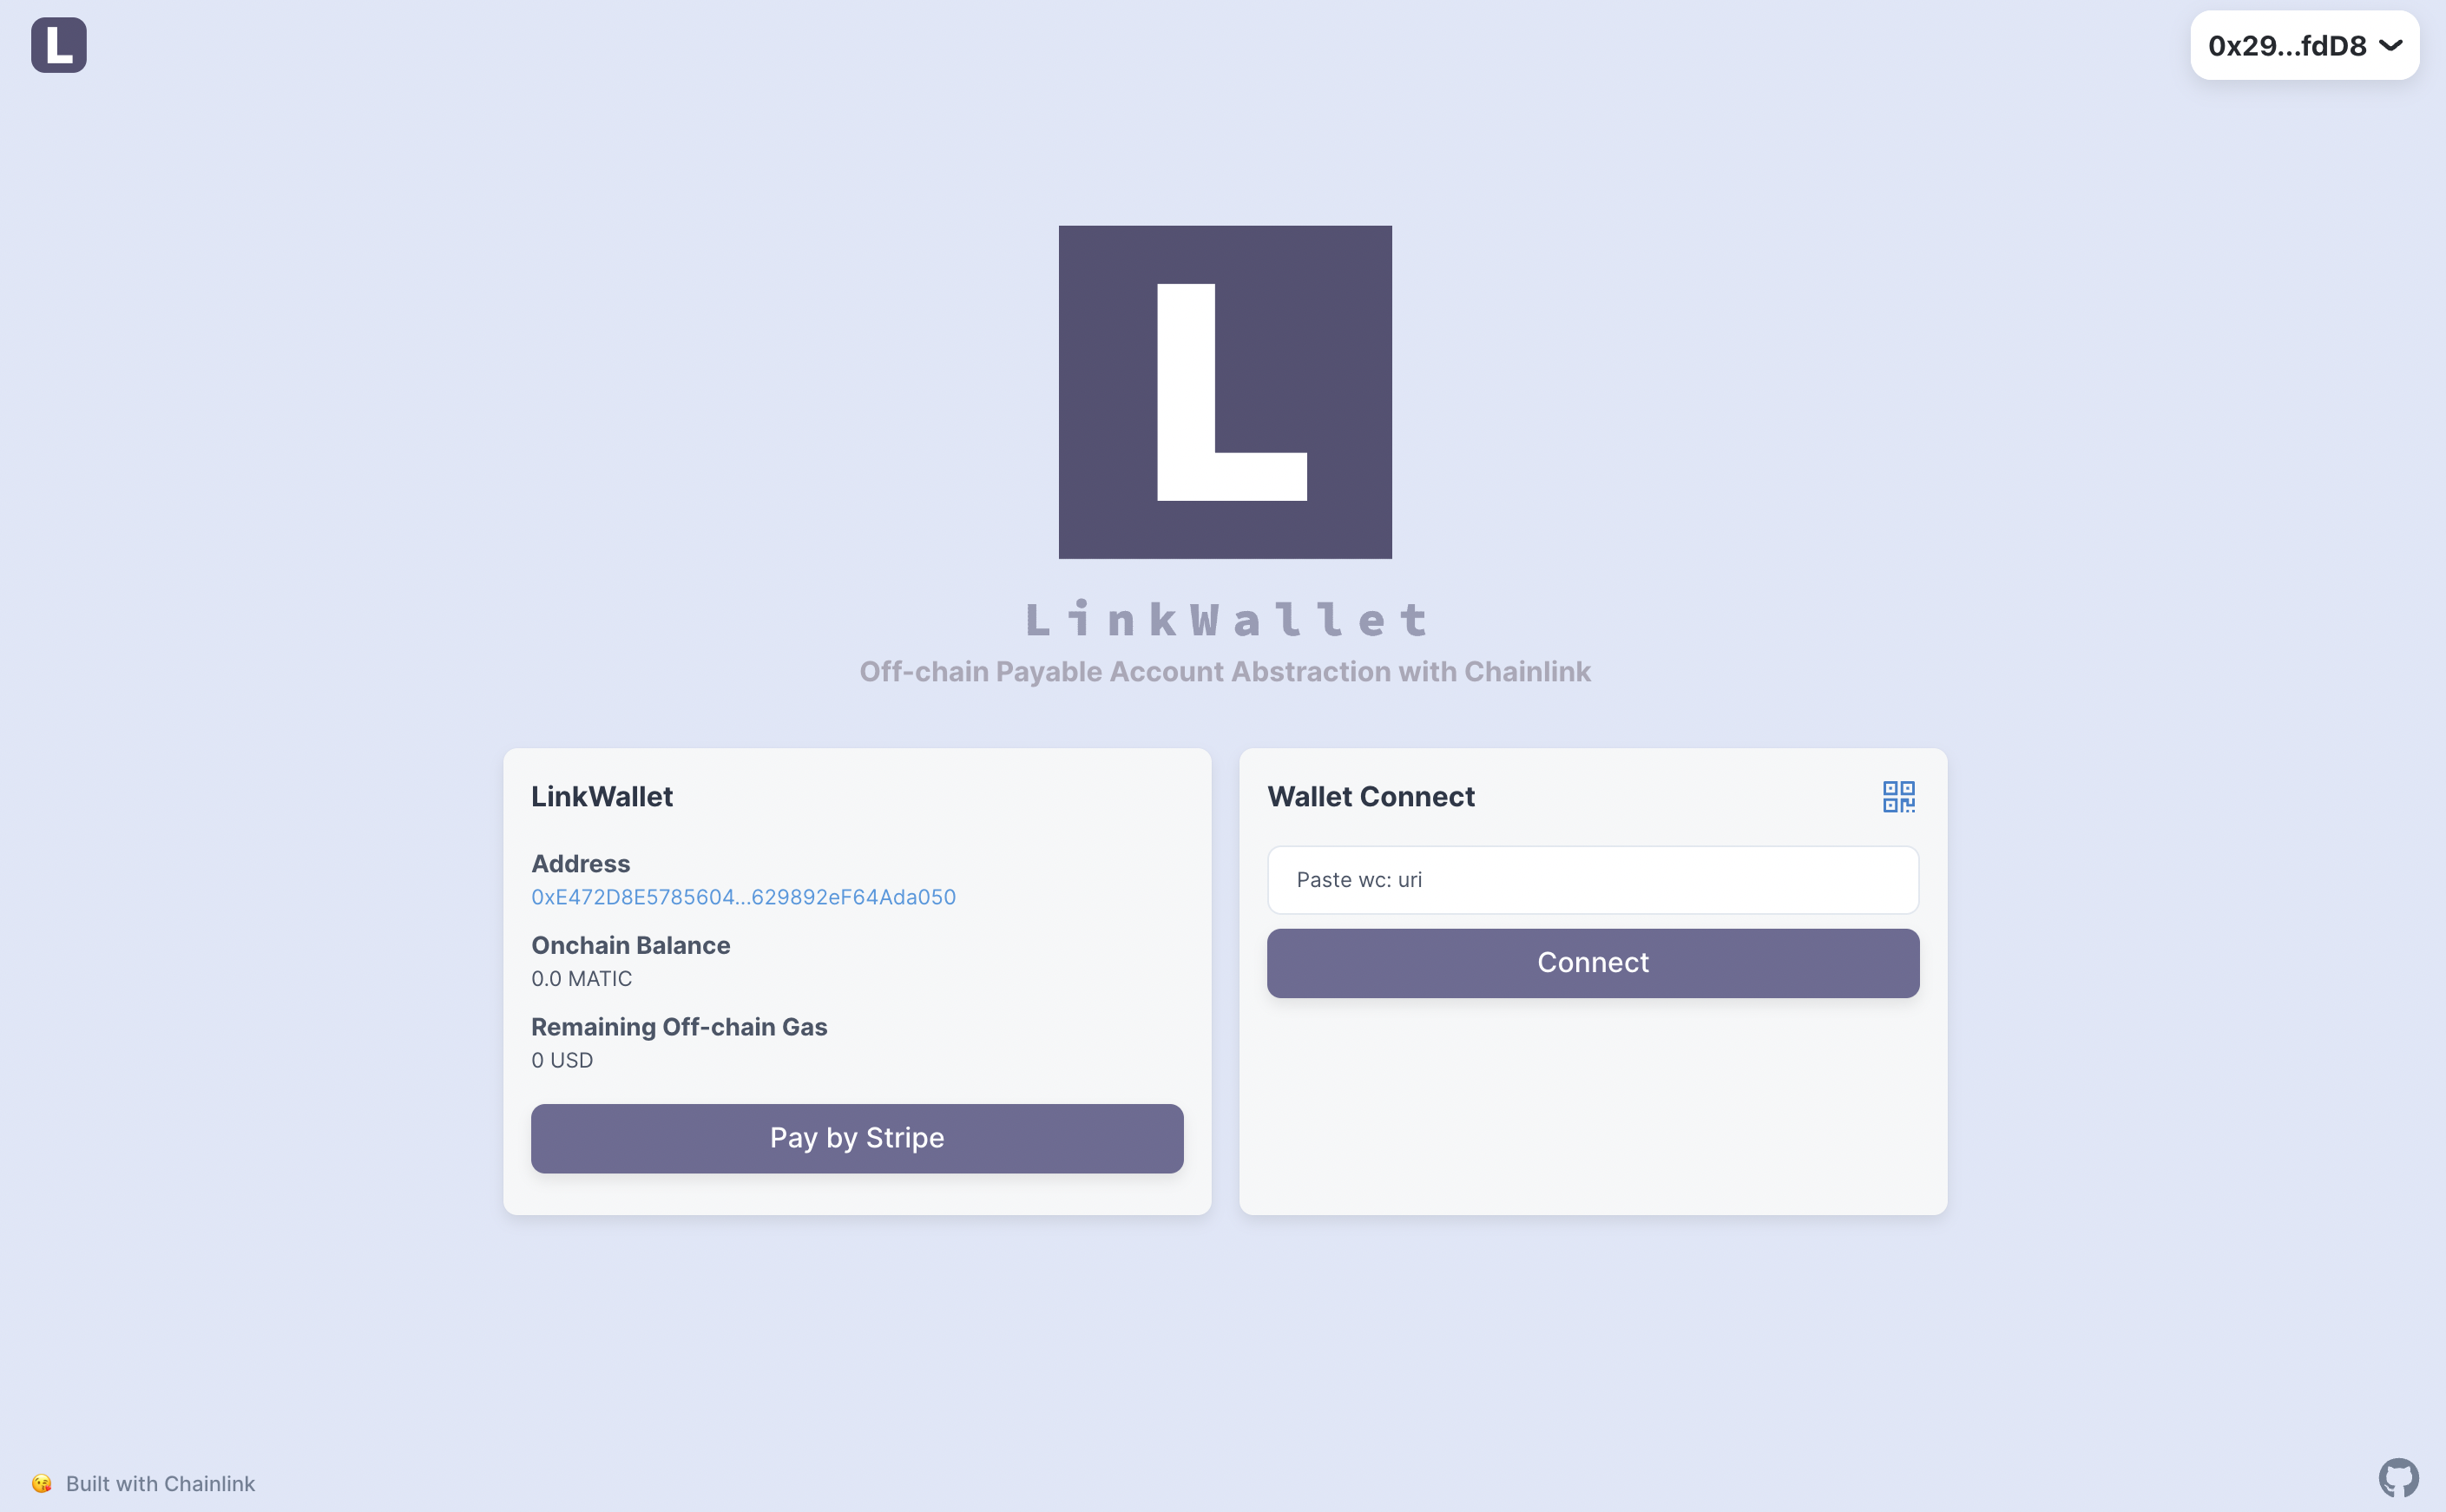 L
0x29...fdD8
L
LinkWallet
Off-chain Payable Account Abstraction with Chainlink
LinkWallet
Address
0xE472D8E5785604...629892eF64Ada050
Onchain Balance
0.0 MATIC
Remaining Off-chain Gas
0 USD
Pay by Stripe
Wallet Connect
Paste wc: uri
Connect
😘 Built with Chainlink